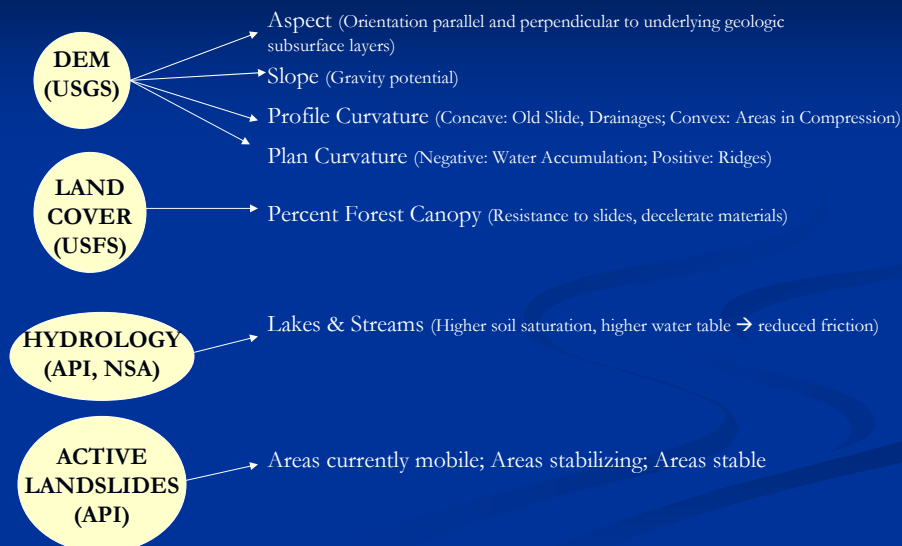 DEM
(USGS)
Aspect (Orientation parallel and perpendicular to underlying geologic
subsurface layers)
Slope (Gravity potential)
Profile Curvature (Concave: Old Slide, Drainages; Convex: Areas in Compression)
Plan Curvature (Negative: Water Accumulation; Positive: Ridges)
LAND
COVER
(USFS)
Percent Forest Canopy (Resistance to slides, decelerate materials)
HYDROLOGY
(API, NSA)
Lakes & Streams (Higher soil saturation, higher water table → reduced friction)
ACTIVE
LANDSLIDES
(API)
Areas currently mobile; Areas stabilizing; Areas stable